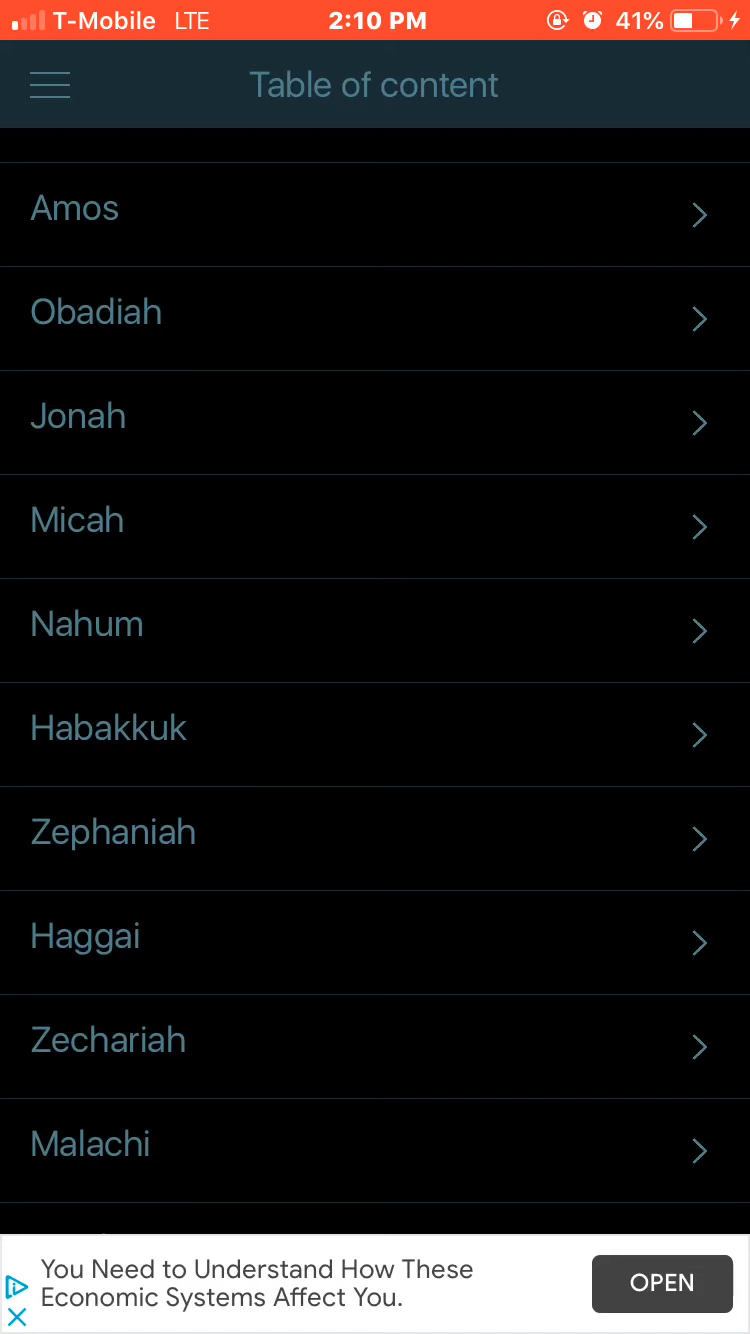 T-Mobile LTE 2:10 PM 41%
Table of content
Amos
Obadiah
Jonah
Micah
Nahum
Habakkuk
Zephaniah
Haggai
Zechariah
Malachi
You Need to Understand How These
Economic Systems Affect You.
OPEN